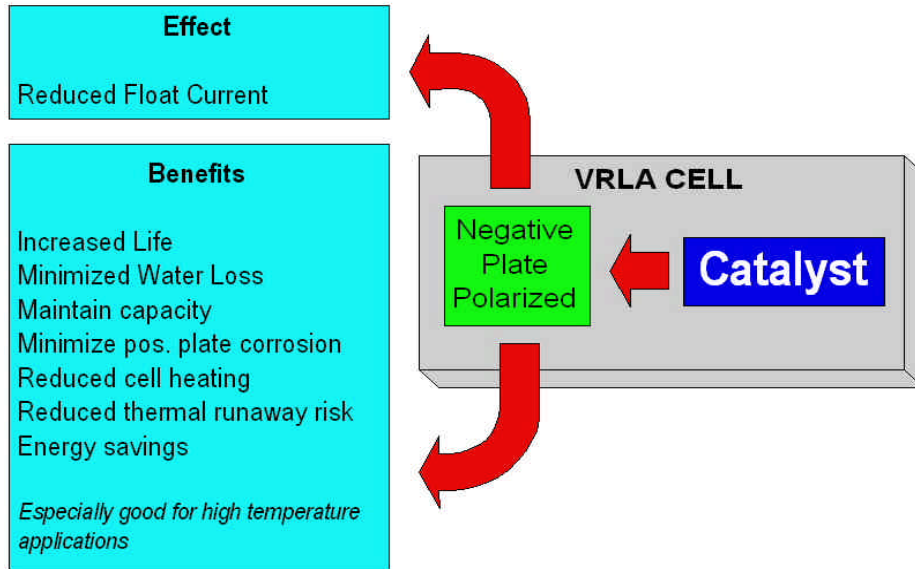 Effect
Reduced Float Current
Benefits
Increased Life
Minimized Water Loss
Maintain capacity
Minimize pos. plate corrosion
Reduced cell heating
Reduced thermal runaway risk
Energy savings
Especially good for high temperature
applications
VRLA CELL
Negative
Plate
Polarized
Catalyst